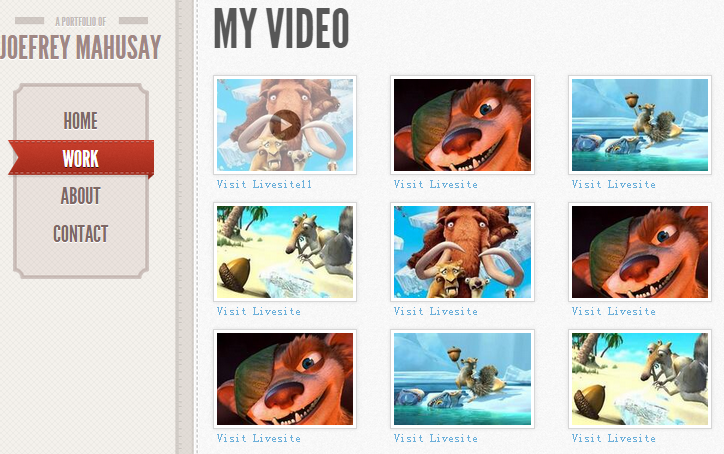 A PORTFOLIO OF
JOEFREY MAHUSAY
HOME
WORK
ABOUT
CONTACT
MY VIDEO
Visit Livesite11
Visit Livesite
Visit Livesite
Visit Livesite
Visit Livesite
Visit Livesite
Visit Livesite
Visit Livesite
Visit Livesite